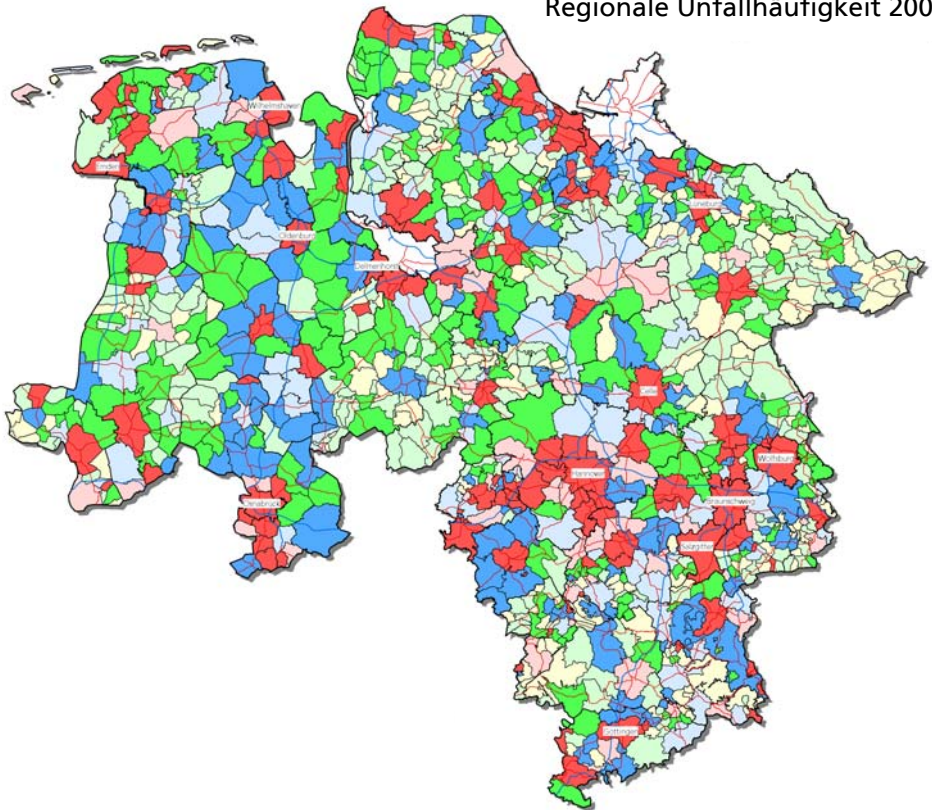 Regionale Unfallhäufigkeit 200
Wilhelmshaven
Emden
Lüneburg
Oldenburg
Delmenhorst
Celle
Wolfsburg
Hannover
Braunschweig
Osnabrück
Salzgitter
Göttingen